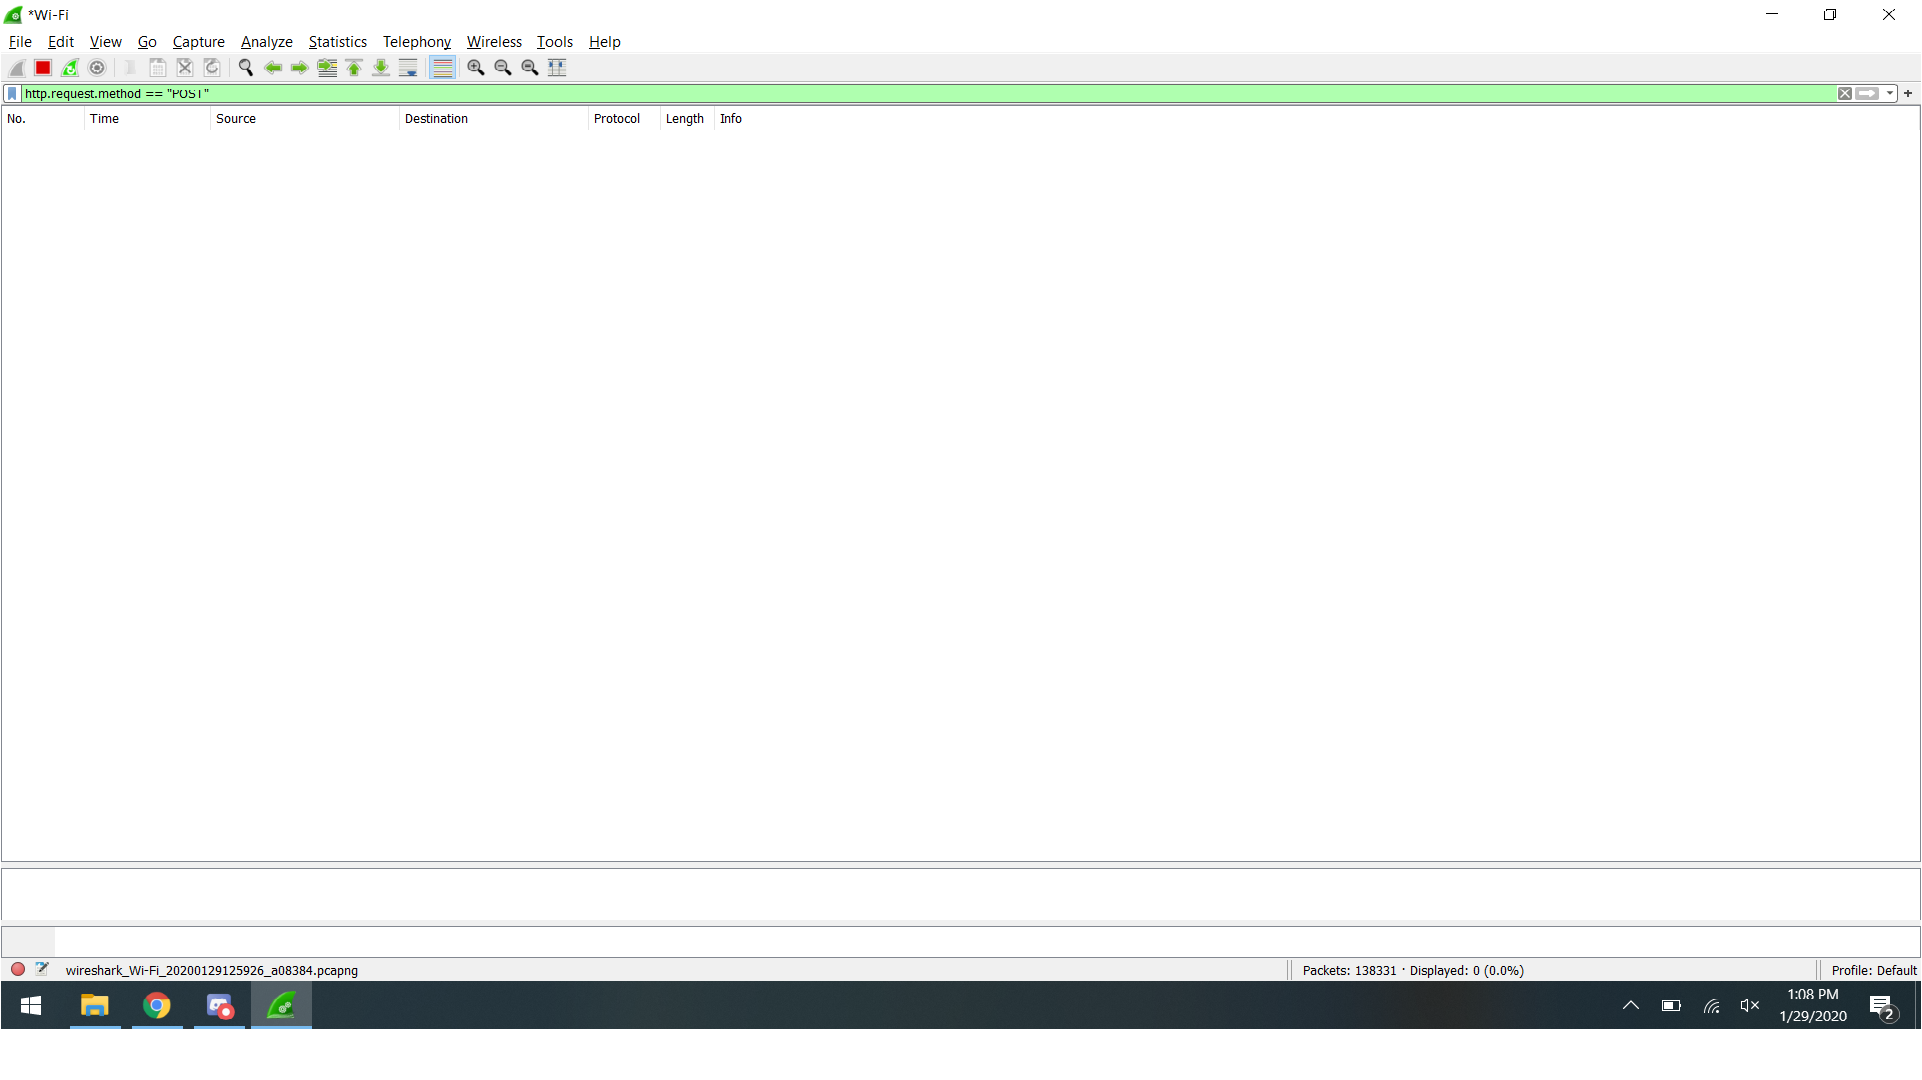 *Wi-Fi
File Edit View Go Capture Analyze Statistics Telephony Wireless Tools Help
http.request.method == "POST"
No. Time Source Destination Protocol Length Info
wireshark_Wi-Fi_20200129125926_a08384.pcapng Packets: 138331 · Displayed: 0 (0.0%) Profile: Default
1:08 PM
1/29/2020
2